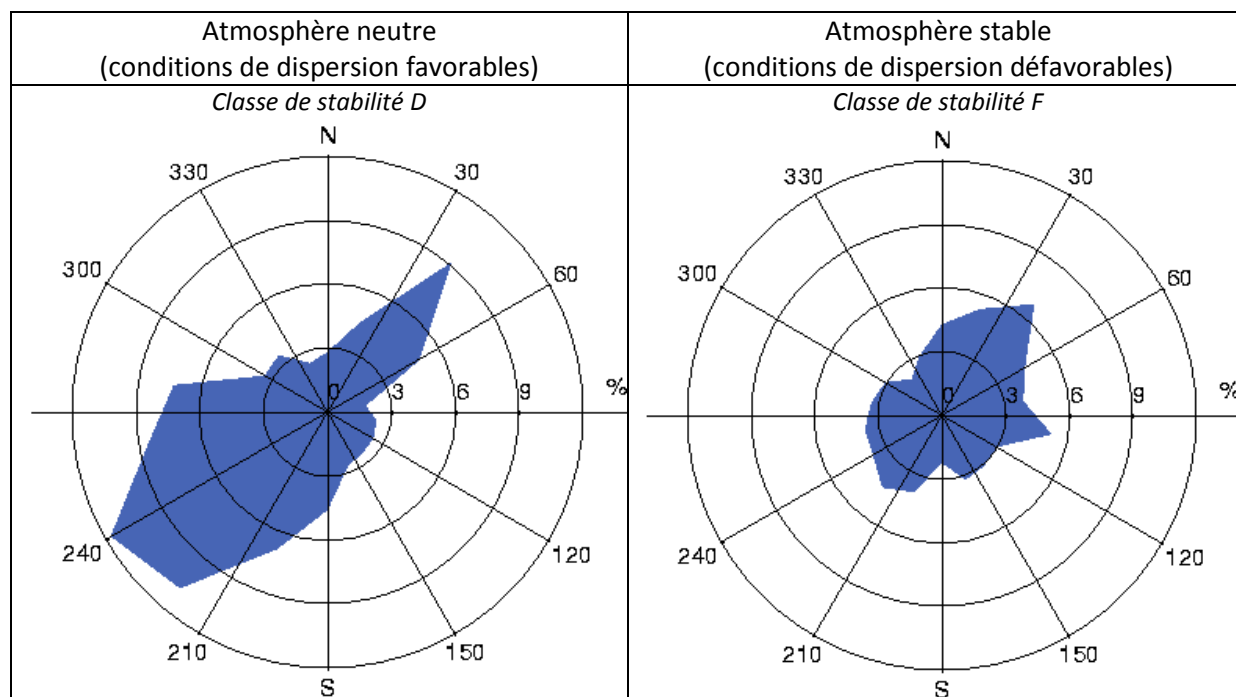 Atmosphère neutre
(conditions de dispersion favorables)
Atmosphère stable
(conditions de dispersion défavorables)
Classe de stabilité D
Classe de stabilité F
N
330
30
300
60
0
3
6
9
%
240
120
210
150
S
N
330
30
300
60
0
3
6
9
%
240
120
210
150
S